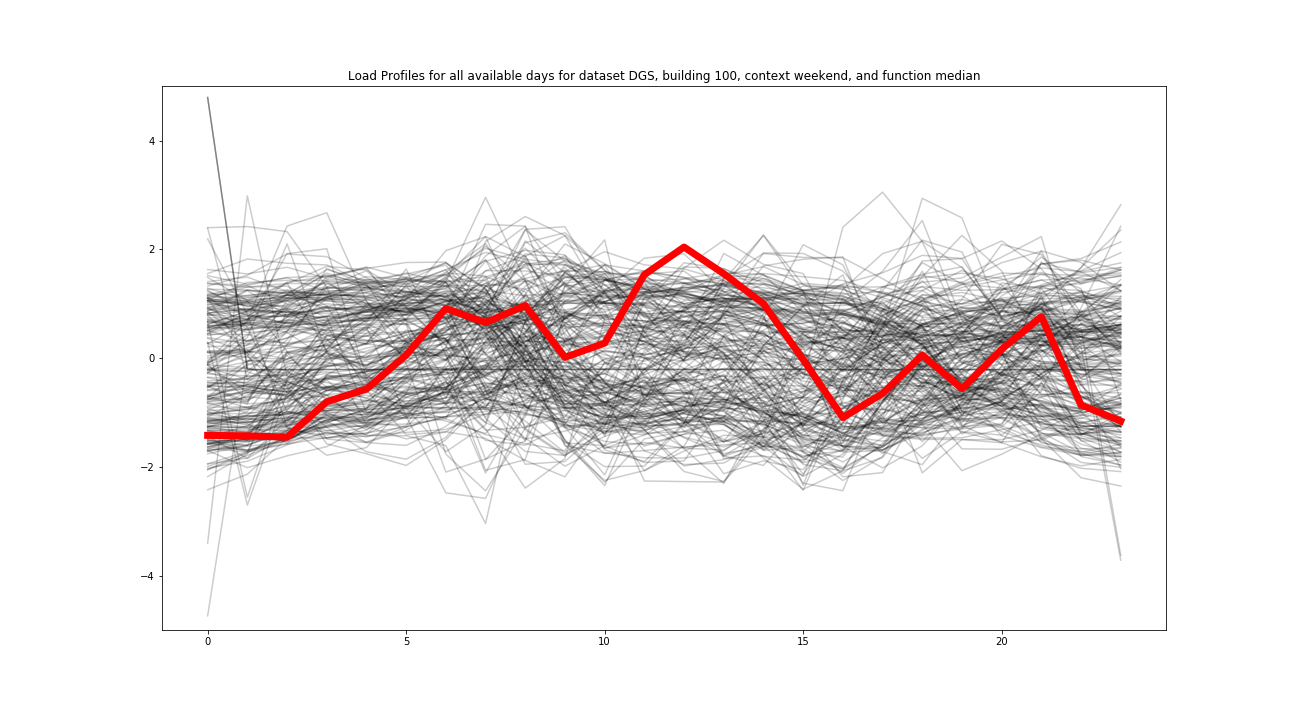 Load Profiles for all available days for dataset DGS, building 100, context weekend, and function median
4
2
0
−2
−4
0 5 10 15 20